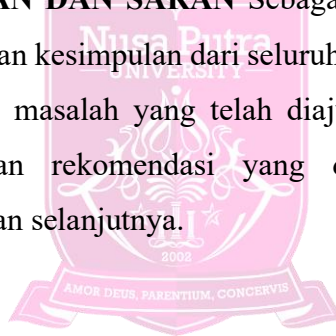 AN DAN SARAN Sebaga
an kesimpulan dari seluruh
masalah yang telah diaj
an rekomendasi yang
an selanjutnya.
Nusa Putra
UNIVERSITY
2002
AMOR DEUS, PARENTIUM, CONCERVIS